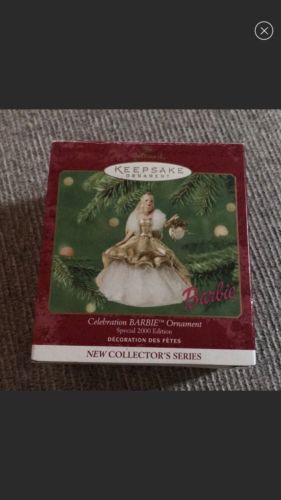 KEEPSAKE
ORNAMENT
Barbie
Celebration BARBIE™ Ornament
Special 2000 Edition
DÉCORATION DES FÊTES
NEW COLLECTOR'S SERIES